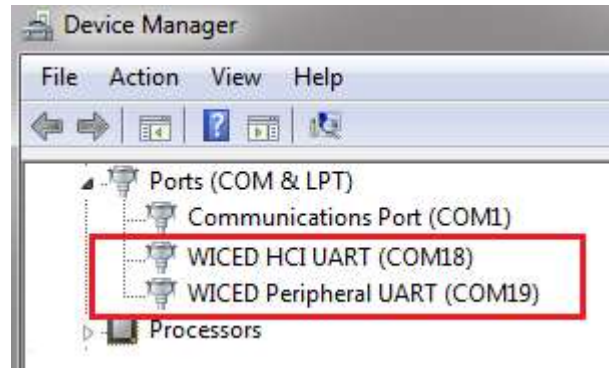 Device Manager
File Action View Help
Ports (COM & LPT)
Communications Port (COM1)
WICED HCI UART (COM18)
WICED Peripheral UART (COM19)
Processors